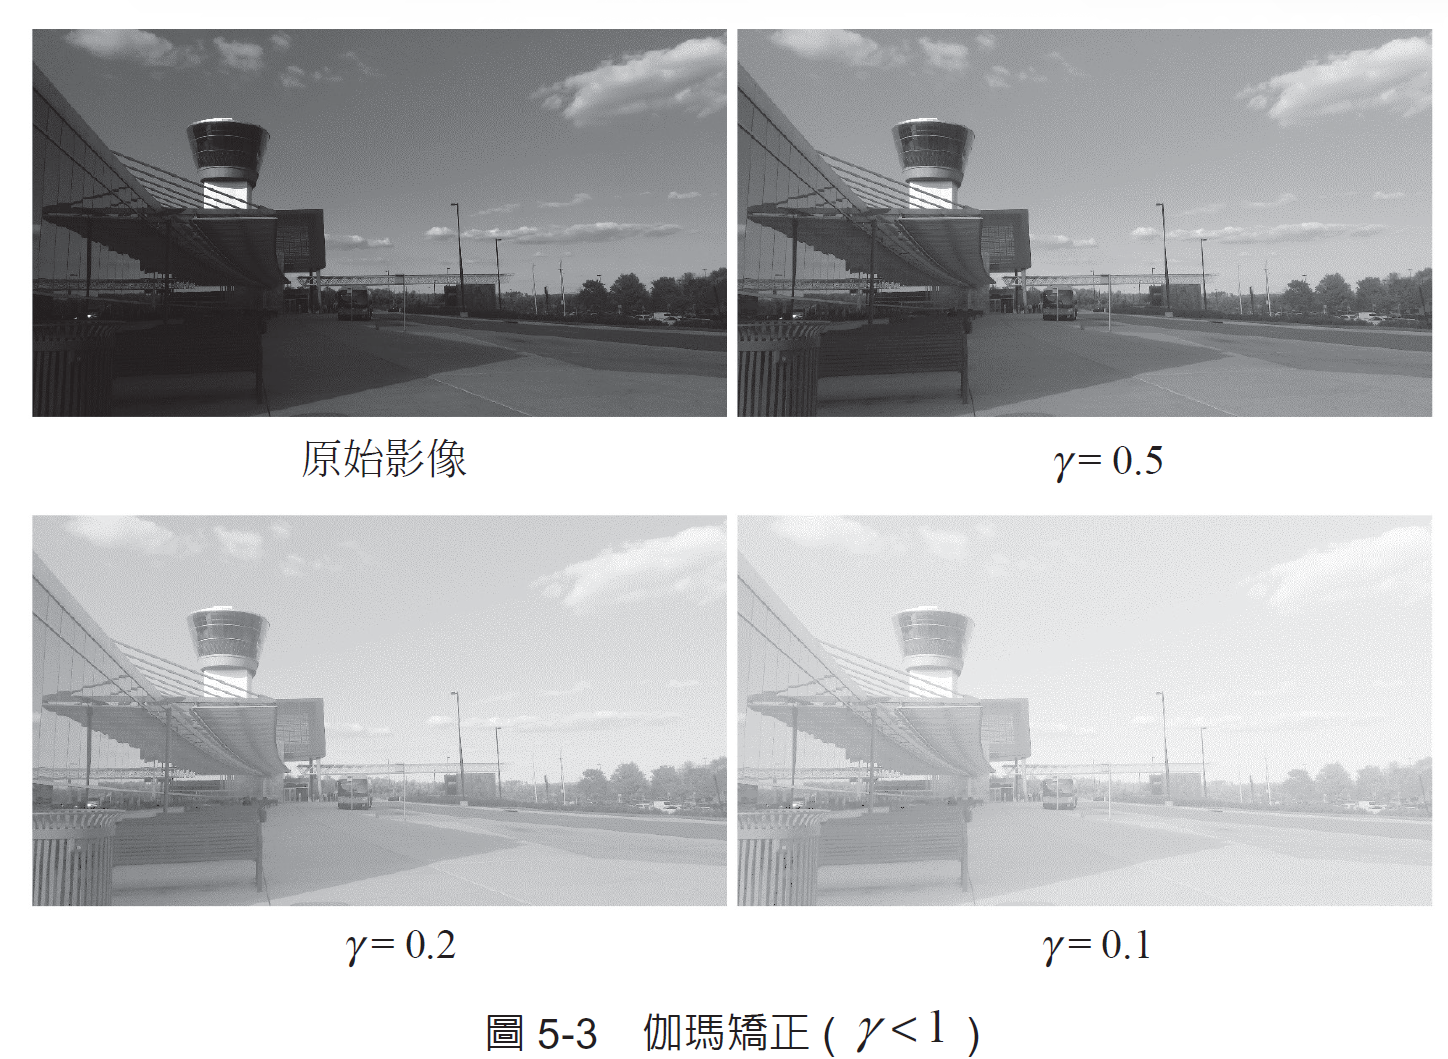 原始影像
γ = 0.5
γ = 0.2
γ = 0.1
圖 5-3 伽瑪矯正 ( γ < 1 )